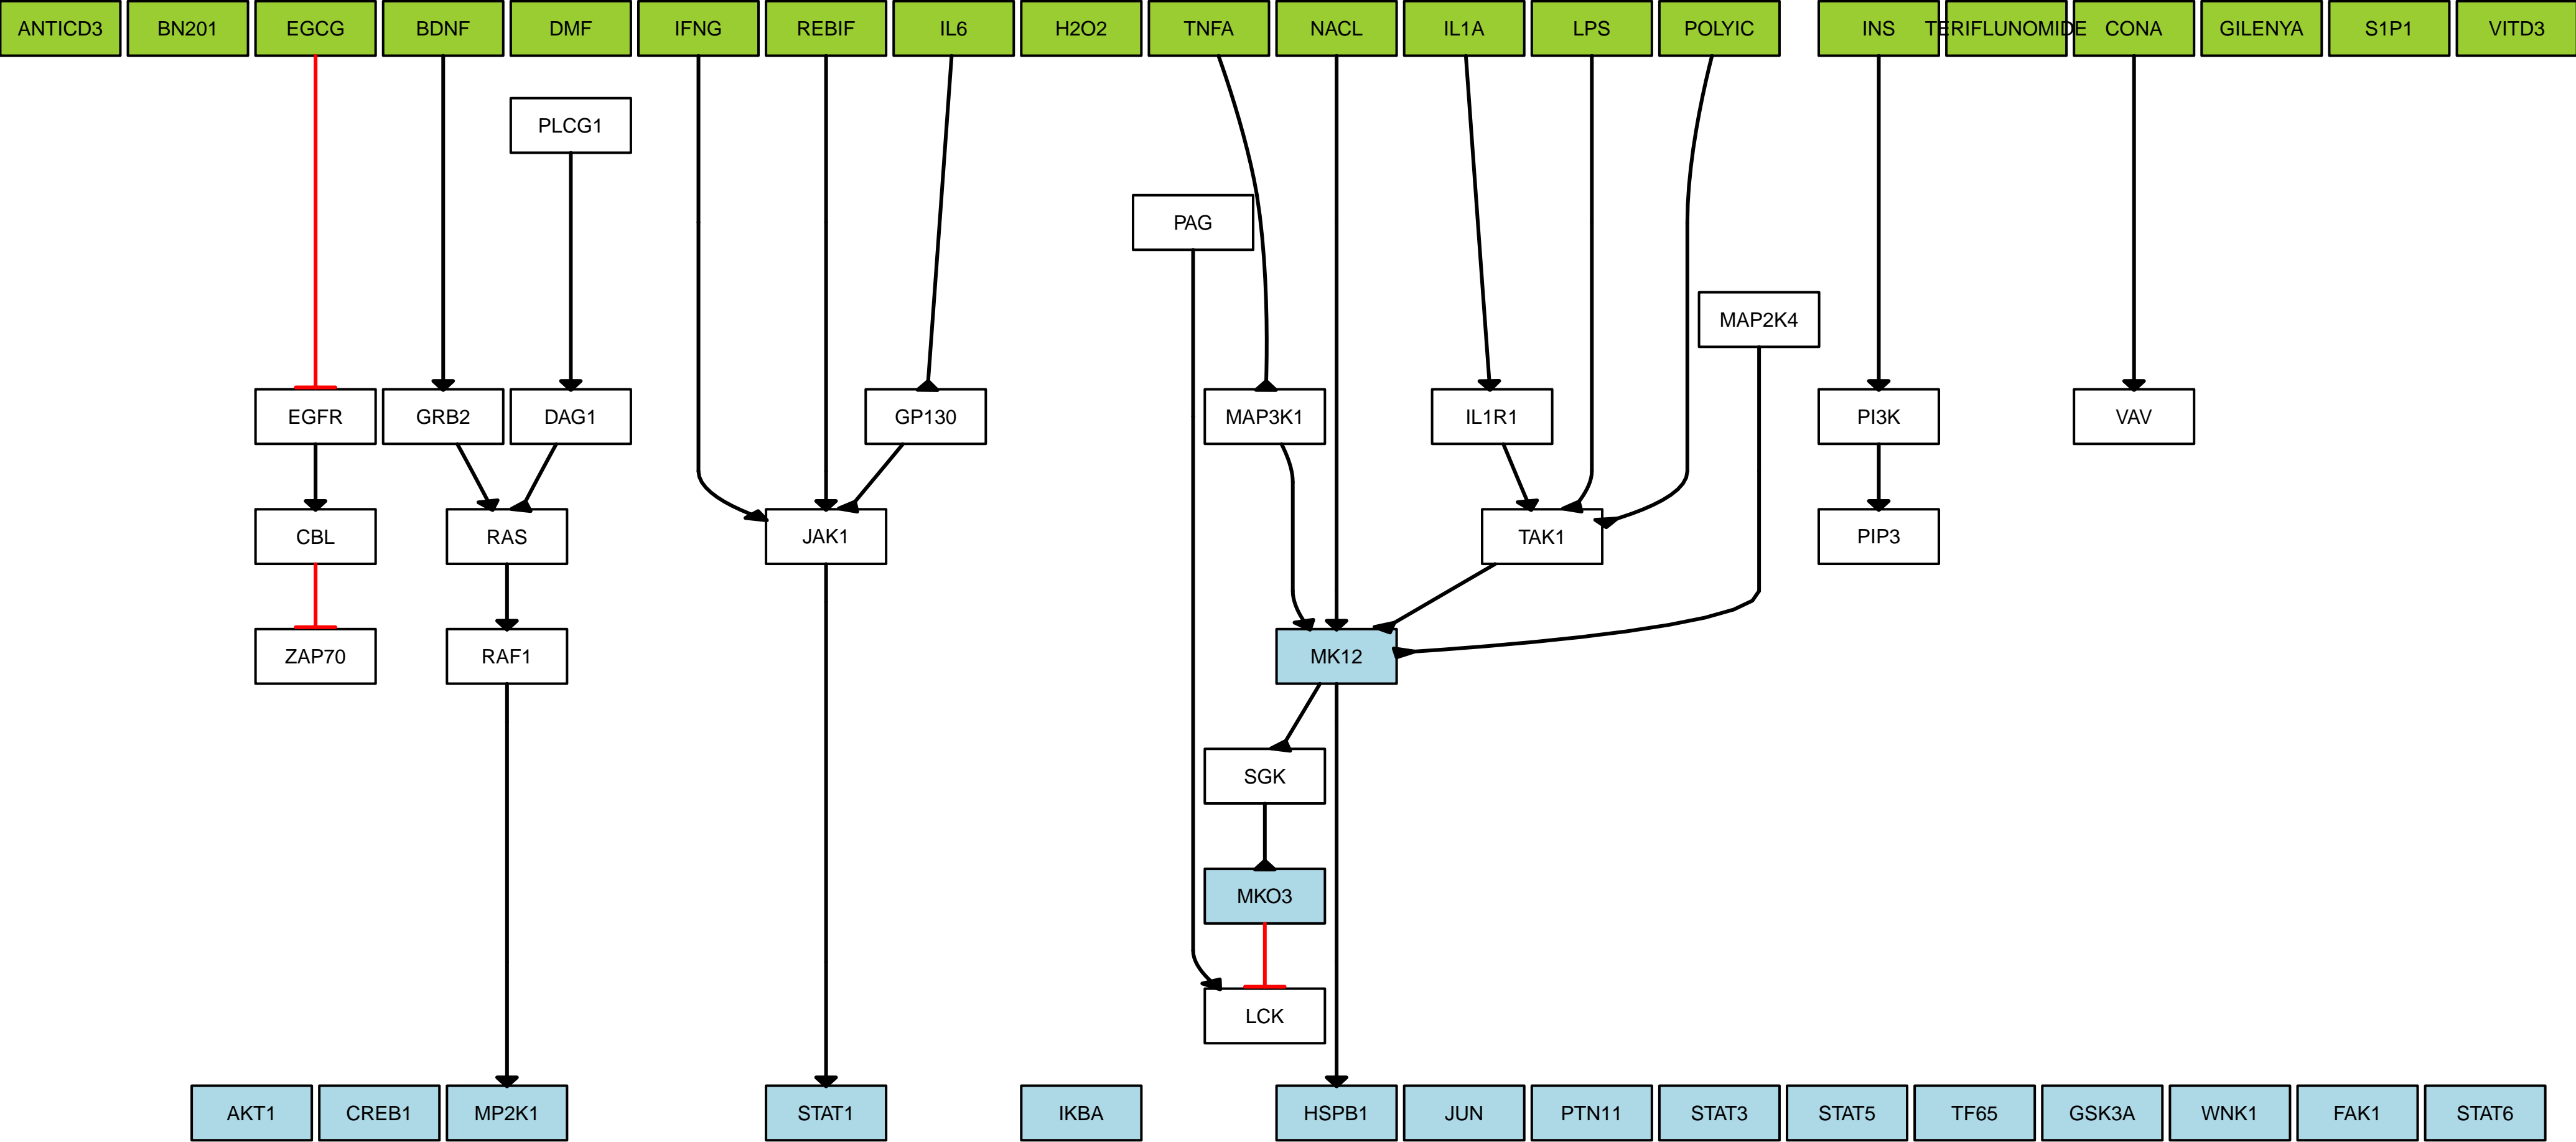 ANTICD3
BN201
EGCG
BDNF
DMF
IFNG
REBIF
IL6
H2O2
TNFA
NACL
IL1A
LPS
POLYIC
INS
TERIFLUNOMIDE
CONA
GILENYA
S1P1
VITD3
PLCG1
PAG
MAP2K4
EGFR
GRB2
DAG1
GP130
MAP3K1
IL1R1
PI3K
VAV
CBL
RAS
JAK1
TAK1
PIP3
ZAP70
RAF1
MK12
SGK
MKO3
LCK
AKT1
CREB1
MP2K1
STAT1
IKBA
HSPB1
JUN
PTN11
STAT3
STAT5
TF65
GSK3A
WNK1
FAK1
STAT6